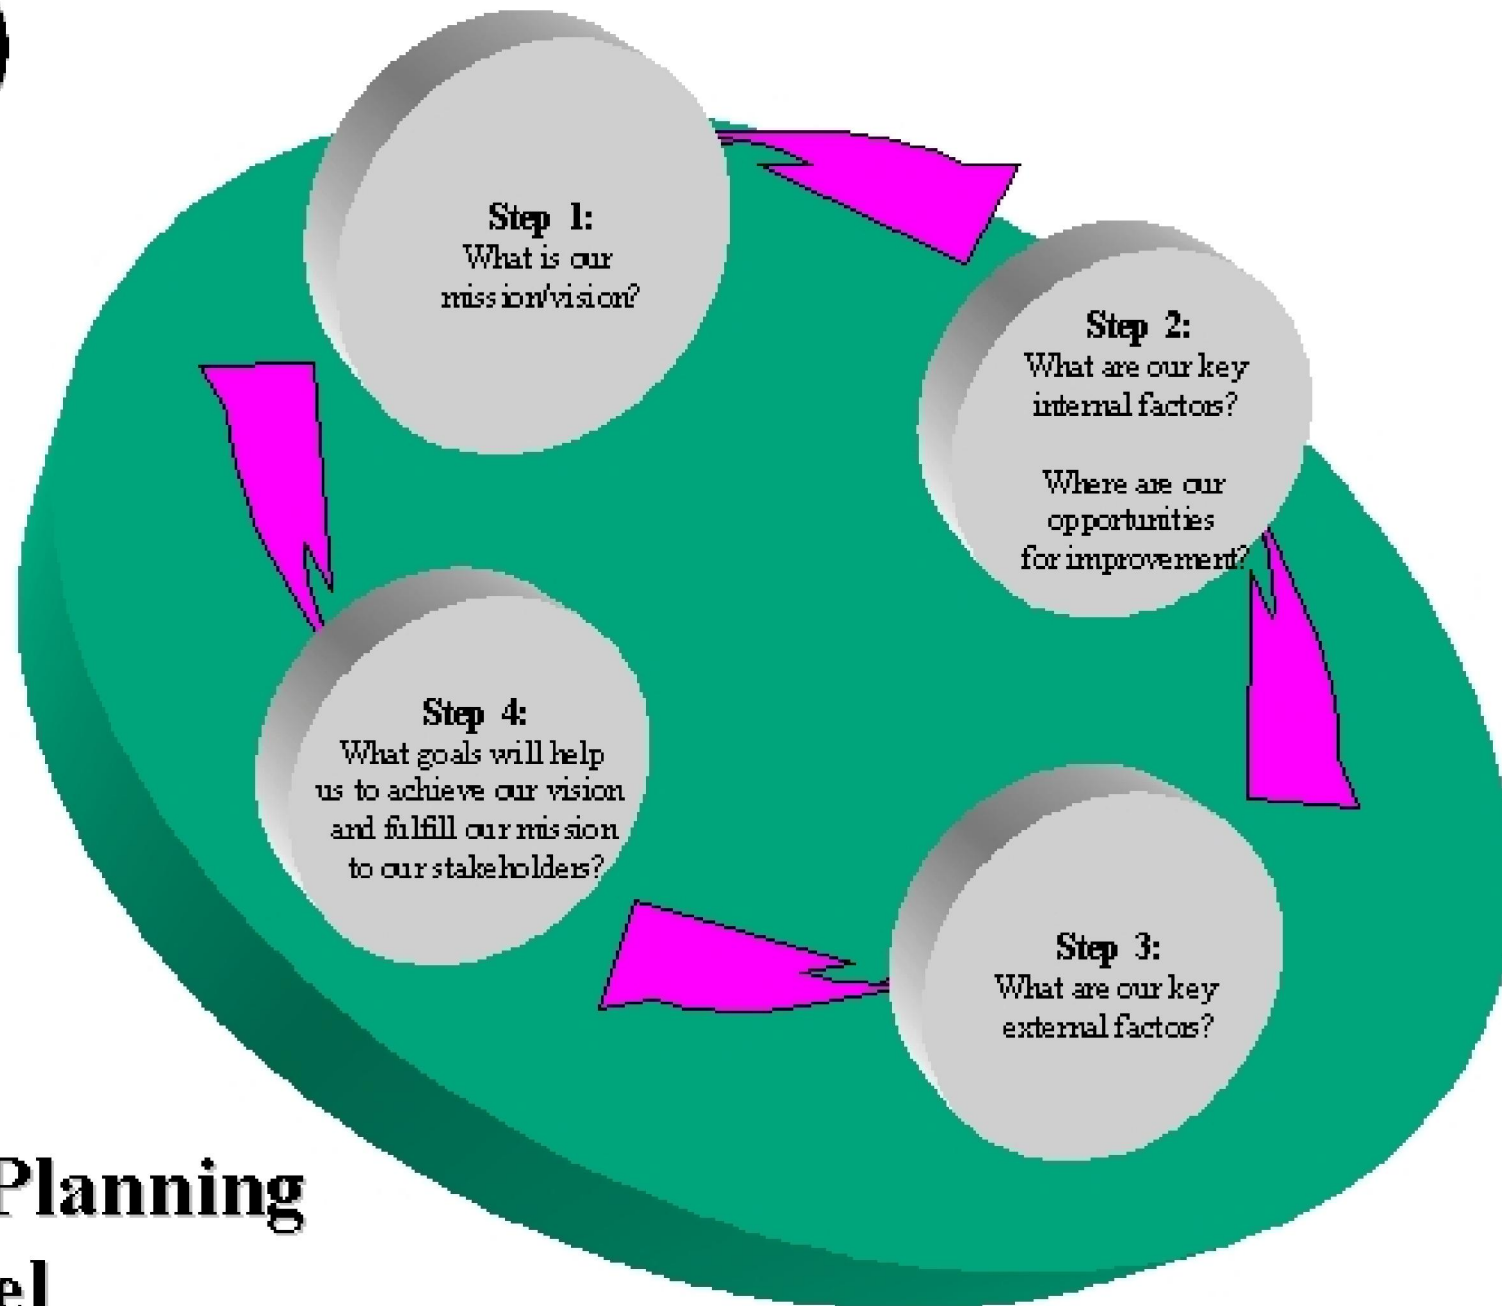 Step 1:
What is our
mission/vision?
Step 2:
What are our key
internal factors?
Where are our
opportunities
for improvement?
Step 3:
What are our key
external factors?
Step 4:
What goals will help
us to achieve our vision
and fulfill our mission
to our stakeholders?
Planning
el